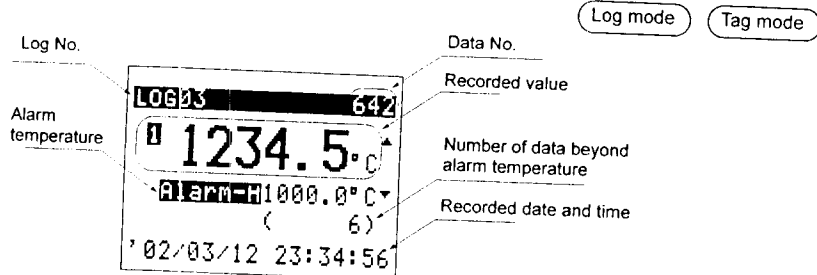 Log mode Tag mode
Log No.
Data No.
Recorded value
LOG03 642
Alarm temperature
1 1234.5°C
Number of data beyond alarm temperature
Alarm-H 1000.0°C
( 6)
Recorded date and time
'02/03/12 23:34:56